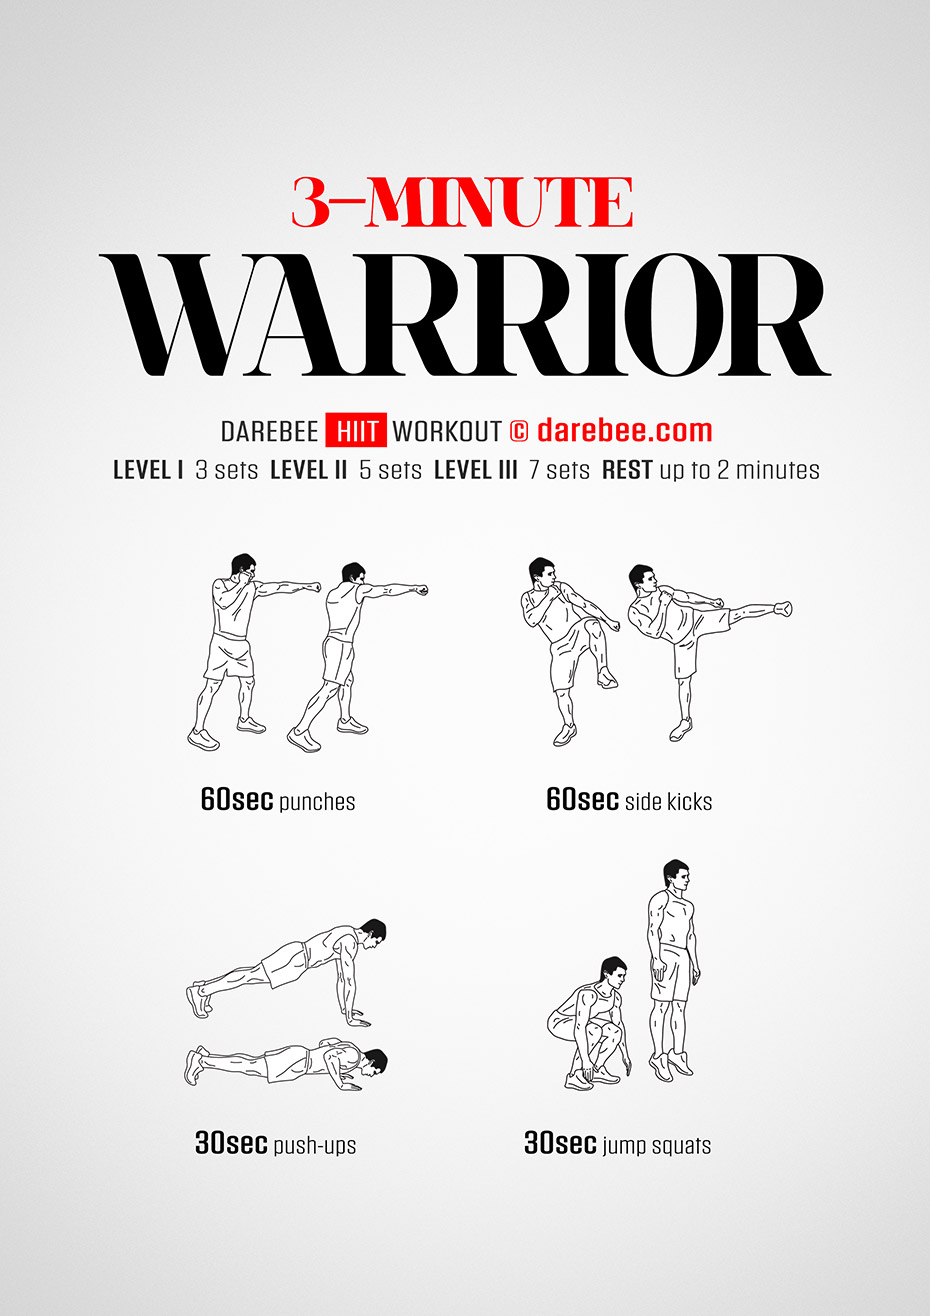 3–MINUTE
WARRIOR
DAREBEE HIIT WORKOUT © darebee.com
LEVEL I 3 sets LEVEL II 5 sets LEVEL III 7 sets REST up to 2 minutes
60sec punches
60sec side kicks
30sec push-ups
30sec jump squats